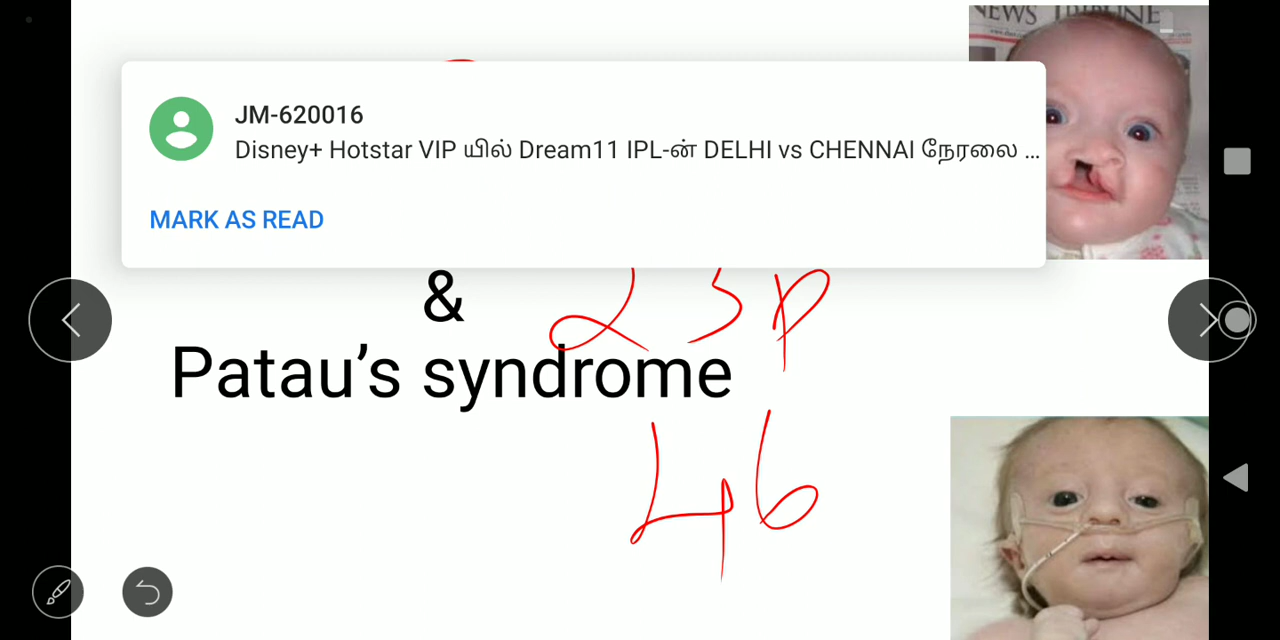 NEWS TRIBUNE
JM-620016
Disney+ Hotstar VIP யில் Dream11 IPL-ன் DELHI vs CHENNAI நேரலை ...
MARK AS READ
& 23p
Patau’s syndrome
46